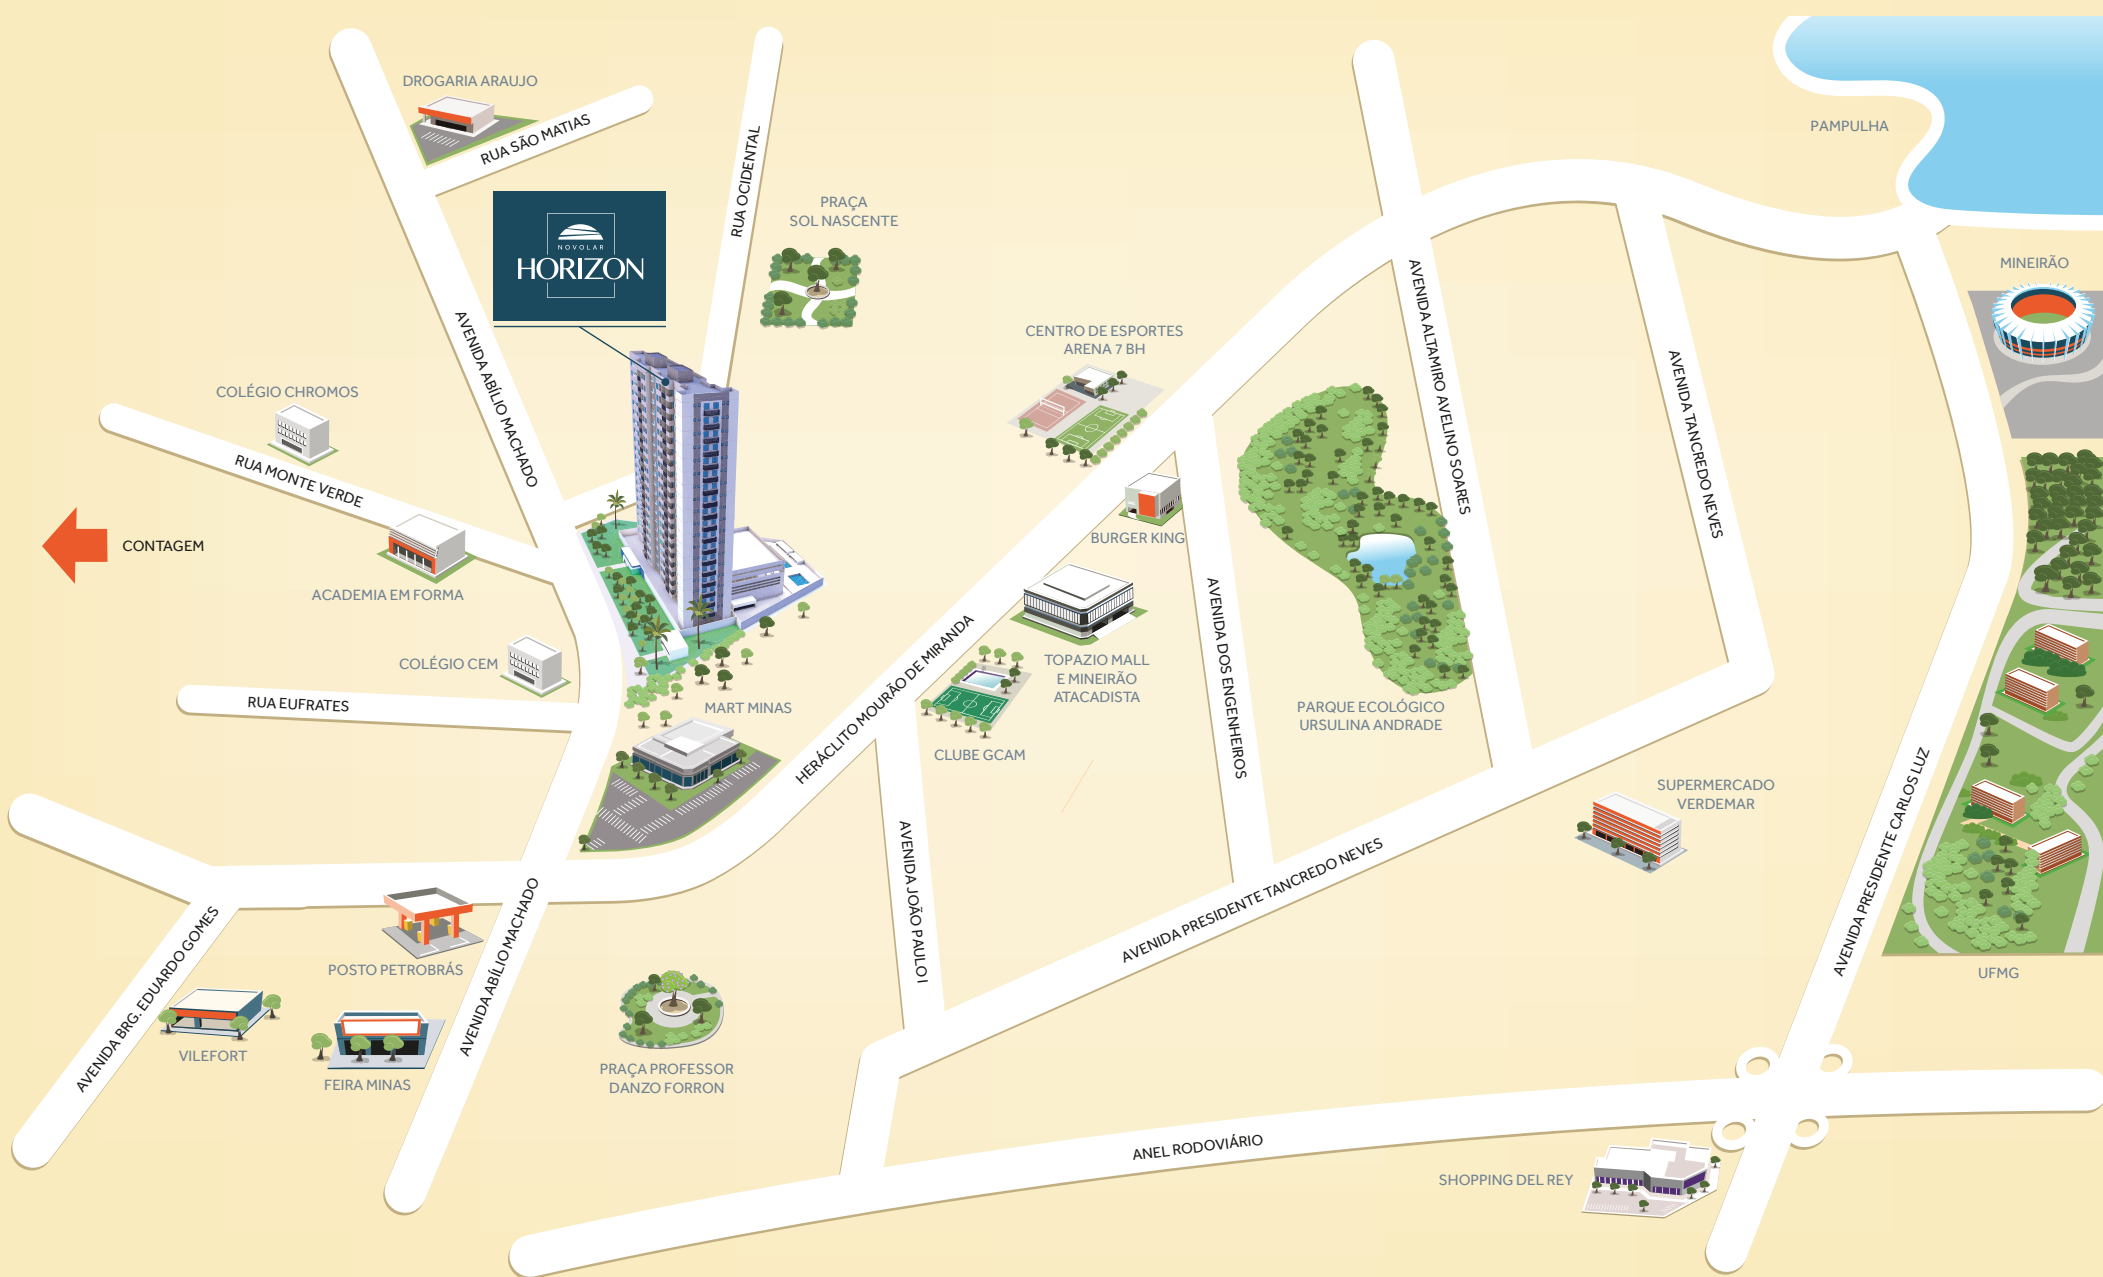 DROGARIA ARAUJO
RUA SÃO MATIAS
RUA OCIDENTAL
PRAÇA
SOL NASCENTE
PAMPULHA
NOVOLAR
HORIZON
MINEIRÃO
AVENIDA ABÍLIO MACHADO
CENTRO DE ESPORTES
ARENA 7 BH
AVENIDA ALTAMIRO AVELINO SOARES
AVENIDA TANCREDO NEVES
COLÉGIO CHROMOS
RUA MONTE VERDE
CONTAGEM
BURGER KING
ACADEMIA EM FORMA
AVENIDA DOS ENGENHEIROS
COLÉGIO CEM
TOPAZIO MALL
E MINEIRÃO
ATACADISTA
HERÁCLITO MOURÃO DE MIRANDA
RUA EUFRATES
MART MINAS
PARQUE ECOLÓGICO
URSULINA ANDRADE
CLUBE GCAM
SUPERMERCADO
VERDEMAR
AVENIDA PRESIDENTE CARLOS LUZ
AVENIDA JOÃO PAULO I
AVENIDA PRESIDENTE TANCREDO NEVES
AVENIDA BRG. EDUARDO GOMES
POSTO PETROBRÁS
AVENIDA ABÍLIO MACHADO
UFMG
VILEFORT
FEIRA MINAS
PRAÇA PROFESSOR
DANZO FORRON
ANEL RODOVIÁRIO
SHOPPING DEL REY